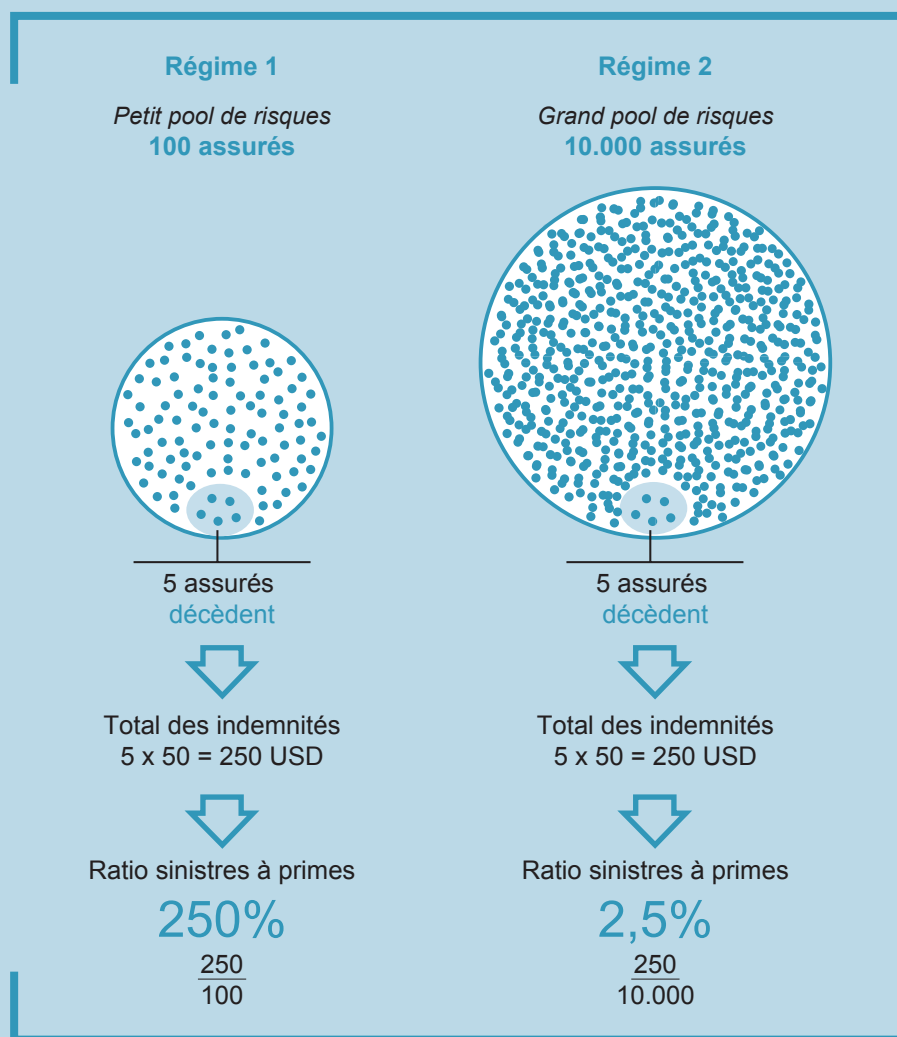 Régime 1
Petit pool de risques
100 assurés
5 assurés
décèdent
Total des indemnités
5 x 50 = 250 USD
Ratio sinistres à primes
250%
250
100
Régime 2
Grand pool de risques
10.000 assurés
5 assurés
décèdent
Total des indemnités
5 x 50 = 250 USD
Ratio sinistres à primes
2,5%
250
10.000